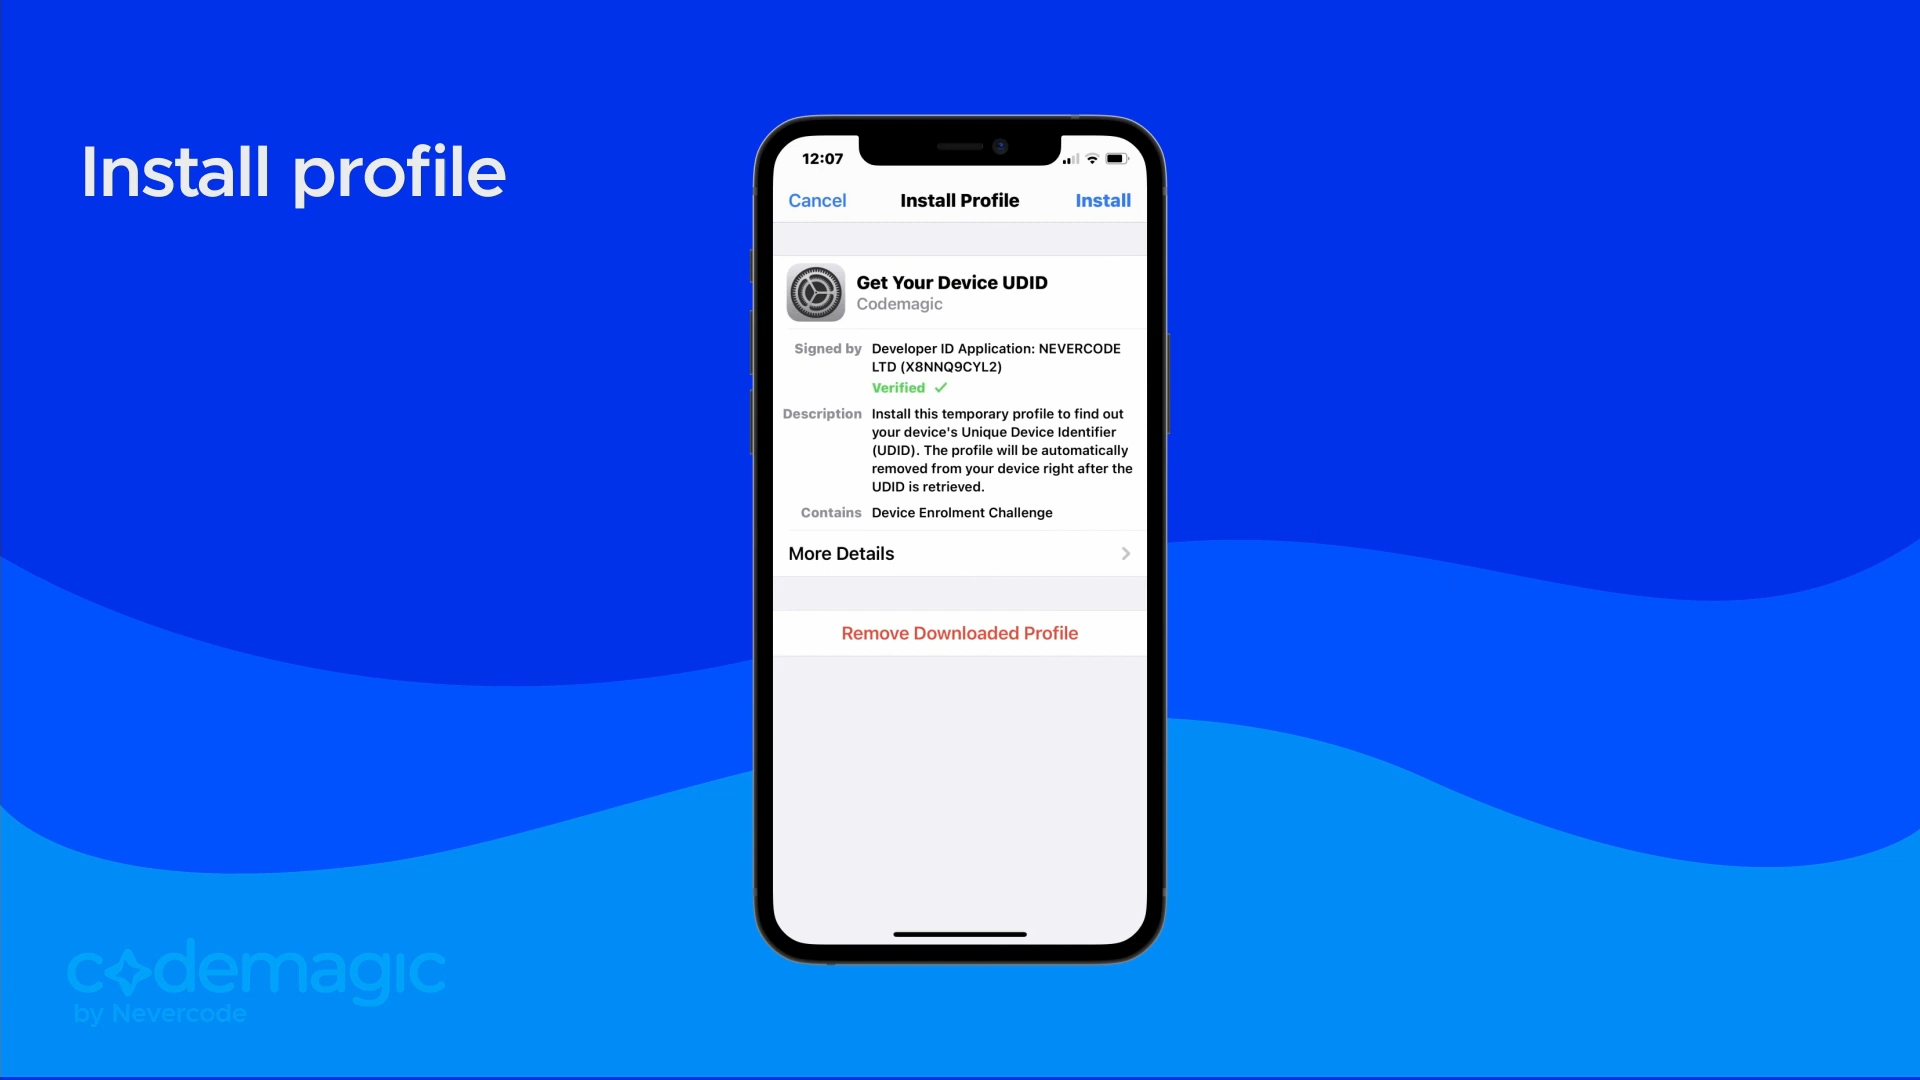 Install profile
12:07
Cancel
Install Profile
Install
Get Your Device UDID
Codemagic
Signed by
Developer ID Application: NEVERCODE
LTD (X8NNQ9CYL2)
Verified
Description
Install this temporary profile to find out
your device's Unique Device Identifier
(UDID). The profile will be automatically
removed from your device right after the
UDID is retrieved.
Contains
Device Enrolment Challenge
More Details
Remove Downloaded Profile
codemagic
by Nevercode